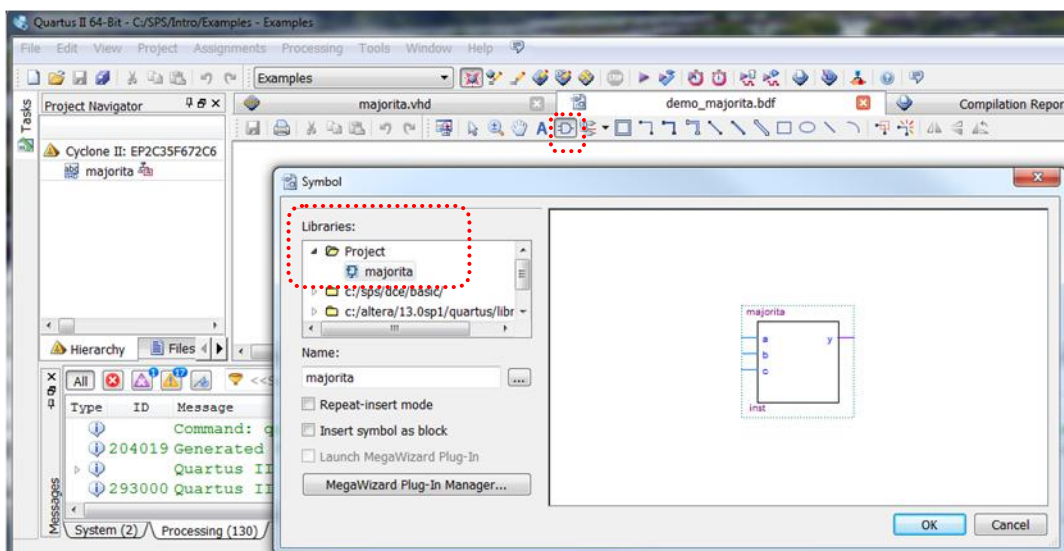 Quartus II 64-Bit - C:/SPS/Intro/Examples - Examples
File Edit View Project Assignments Processing Tools Window Help
Examples
Tasks
Project Navigator
majorita.vhd
demo_majorita.bdf
Compilation Repor
A
Cyclone II: EP2C35F672C6
abd
majorita
Symbol
Libraries:
Project
majorita
c:/sps/dce/basic/
c:/altera/13.0sp1/quartus/libr
majorita
a
y
b
c
inst
Hierarchy
Files
Name:
majorita
...
Repeat-insert mode
Insert symbol as block
Launch MegaWizard Plug-In
MegaWizard Plug-In Manager...
All
<<S
Type ID Message
Command: q
204019 Generated
Quartus II
293000 Quartus II
Messages
System (2)
Processing (130)
OK
Cancel